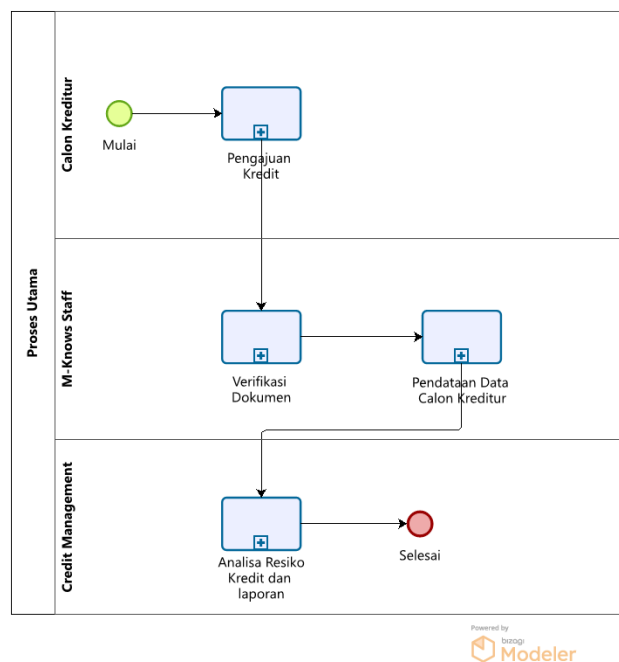 Proses Utama
Calon Kreditur
Mulai
Pengajuan
Kredit
M-Knows Staff
Verifikasi
Dokumen
Pendataan Data
Calon Kreditur
Credit Management
Analisa Resiko
Kredit dan
laporan
Selesai
Powered by
bizagi
Modeler